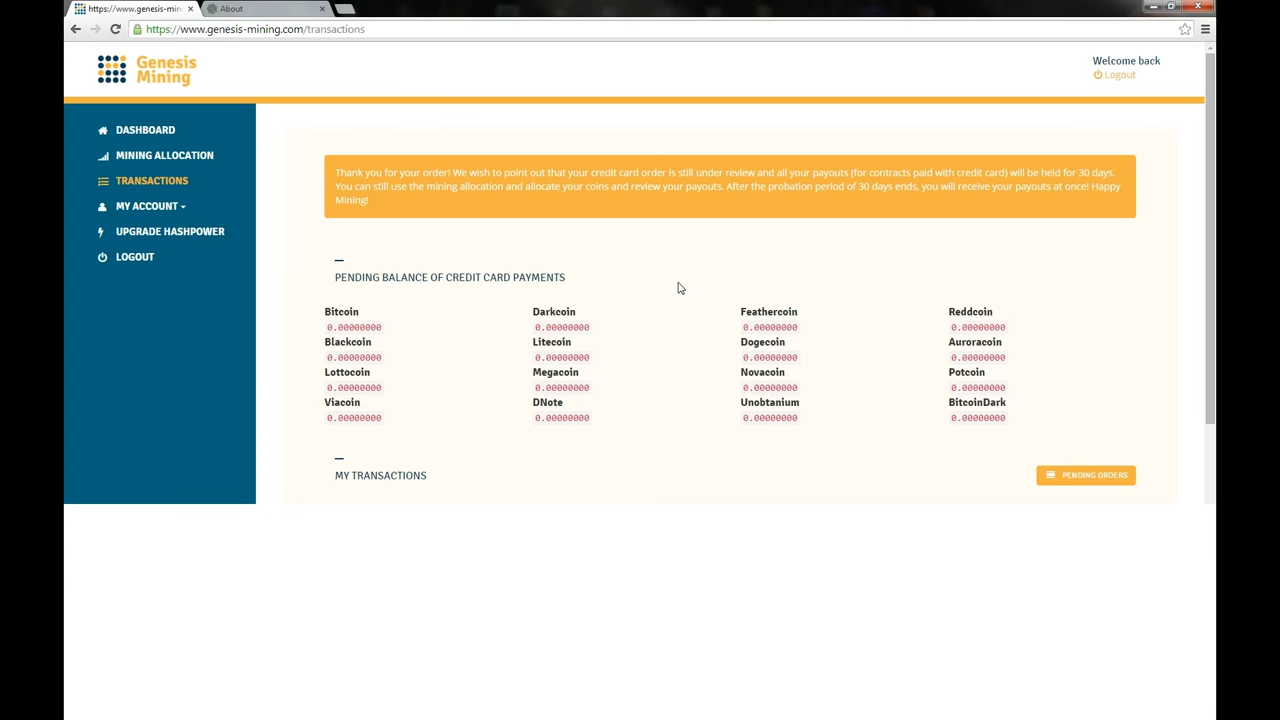 https://www.genesis-min
About
https://www.genesis-mining.com/transactions
Genesis
Mining
Welcome back
Logout
DASHBOARD
MINING ALLOCATION
TRANSACTIONS
MY ACCOUNT
UPGRADE HASHPOWER
LOGOUT
Thank you for your order! We wish to point out that your credit card order is still under review and all your payouts (for contracts paid with credit card) will be held for 30 days.
You can still use the mining allocation and allocate your coins and review your payouts. After the probation period of 30 days ends, you will receive your payouts at once! Happy
Mining!
PENDING BALANCE OF CREDIT CARD PAYMENTS
Bitcoin Darkcoin Feathercoin Reddcoin
0.00000000 0.00000000 0.00000000 0.00000000
Blackcoin Litecoin Dogecoin Auroracoin
0.00000000 0.00000000 0.00000000 0.00000000
Lottocoin Megacoin Novacoin Potcoin
0.00000000 0.00000000 0.00000000 0.00000000
Viacoin DNote Unobtanium BitcoinDark
0.00000000 0.00000000 0.00000000 0.00000000
MY TRANSACTIONS
PENDING ORDERS